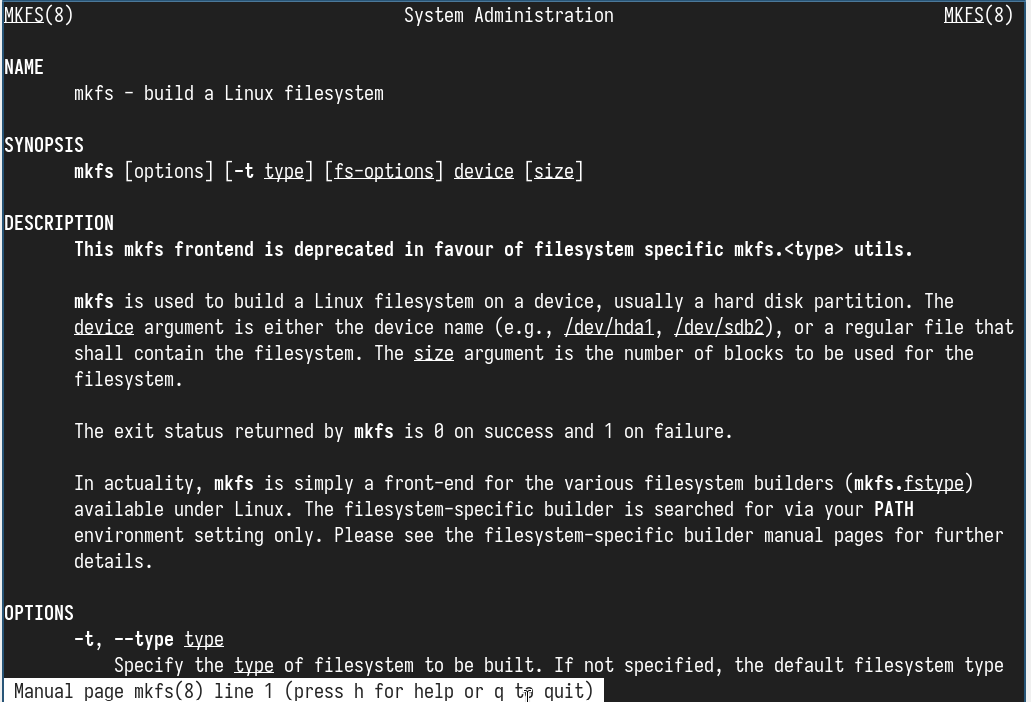 MKFS(8) System Administration MKFS(8)
NAME
mkfs - build a Linux filesystem
SYNOPSIS
mkfs [options] [-t type] [fs-options] device [size]
DESCRIPTION
This mkfs frontend is deprecated in favour of filesystem specific mkfs.<type> utils.
mkfs is used to build a Linux filesystem on a device, usually a hard disk partition. The
device argument is either the device name (e.g., /dev/hda1, /dev/sdb2), or a regular file that
shall contain the filesystem. The size argument is the number of blocks to be used for the
filesystem.
The exit status returned by mkfs is 0 on success and 1 on failure.
In actuality, mkfs is simply a front-end for the various filesystem builders (mkfs.fstype)
available under Linux. The filesystem-specific builder is searched for via your PATH
environment setting only. Please see the filesystem-specific builder manual pages for further
details.
OPTIONS
-t, --type type
Specify the type of filesystem to be built. If not specified, the default filesystem type
Manual page mkfs(8) line 1 (press h for help or q to quit)